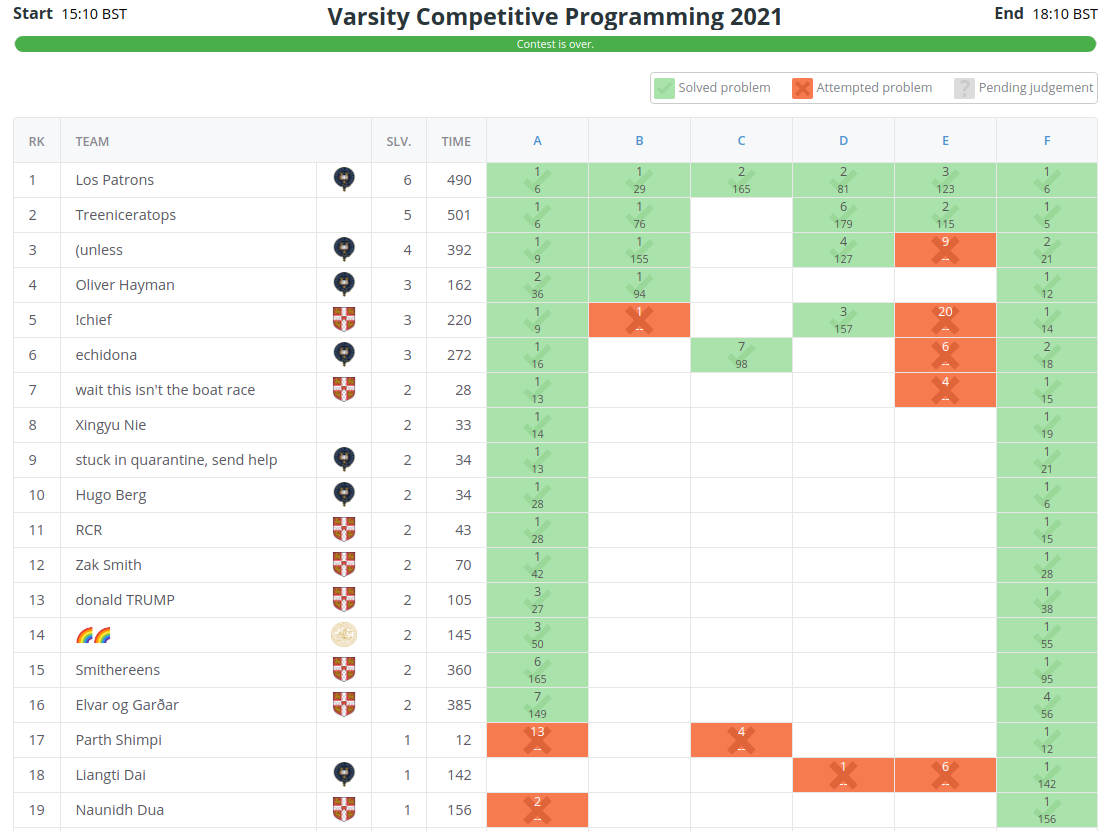 Start 15:10 BST Varsity Competitive Programming 2021 End 18:10 BST
Contest is over.
Solved problem Attempted problem ? Pending judgement
RK TEAM SLV. TIME A B C D E F
1 Los Patrons 6 490 1 6 1 29 2 165 2 81 3 123 1 6
2 Treeniceratops 5 501 1 6 1 76 6 179 2 115 1 5
3 (unless 4 392 1 9 1 155 4 127 9 -- 2 21
4 Oliver Hayman 3 162 2 36 1 94 1 12
5 !chief 3 220 1 9 1 -- 3 157 20 -- 1 14
6 echidona 3 272 1 16 7 98 6 -- 2 18
7 wait this isn't the boat race 2 28 1 13 4 -- 1 15
8 Xingyu Nie 2 33 1 14 1 19
9 stuck in quarantine, send help 2 34 1 13 1 21
10 Hugo Berg 2 34 1 28 1 6
11 RCR 2 43 1 28 1 15
12 Zak Smith 2 70 1 42 1 28
13 donald TRUMP 2 105 3 27 1 38
14 🌈🌈 2 145 3 50 1 55
15 Smithereens 2 360 6 165 1 95
16 Elvar og Garðar 2 385 7 149 4 56
17 Parth Shimpi 1 12 13 -- 4 -- 1 12
18 Liangti Dai 1 142 1 -- 6 -- 1 142
19 Naunidh Dua 1 156 2 -- 1 156